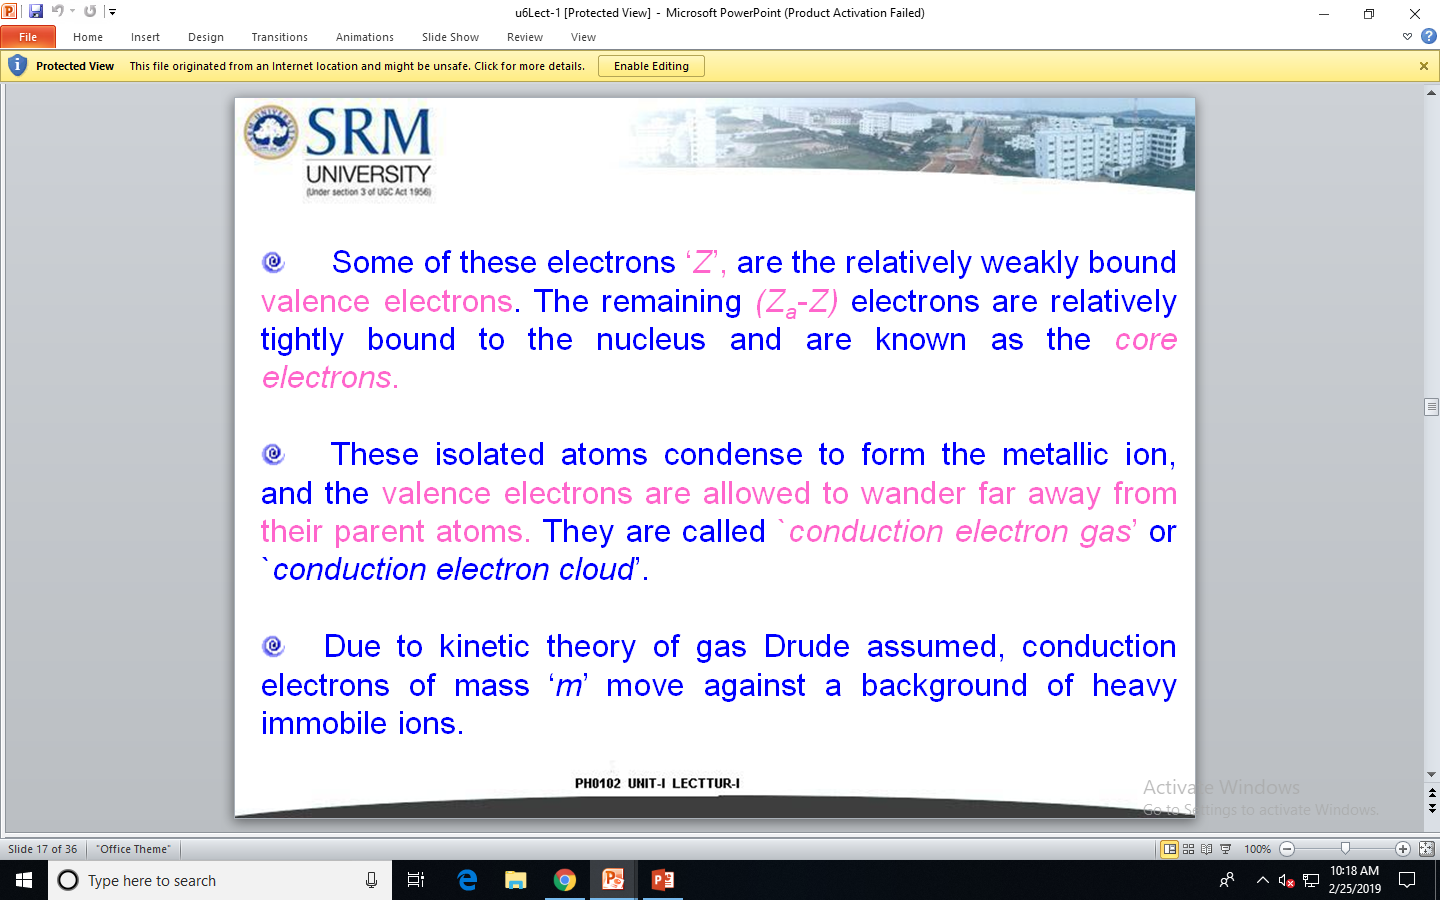 u6Lect-1 [Protected View] - Microsoft PowerPoint (Product Activation Failed)
File Home Insert Design Transitions Animations Slide Show Review View
Protected View This file originated from an Internet location and might be unsafe. Click for more details. Enable Editing
SRM
UNIVERSITY
(Under section 3 of UGC Act 1956)
Some of these electrons ‘Z’, are the relatively weakly bound
valence electrons. The remaining (Za-Z) electrons are relatively
tightly bound to the nucleus and are known as the core
electrons.
These isolated atoms condense to form the metallic ion,
and the valence electrons are allowed to wander far away from
their parent atoms. They are called `conduction electron gas’ or
`conduction electron cloud’.
Due to kinetic theory of gas Drude assumed, conduction
electrons of mass ‘m’ move against a background of heavy
immobile ions.
PH0102 UNIT-I LECTTUR-I
Activate Windows
Go to Settings to activate Windows.
Slide 17 of 36 "Office Theme" 100%
Type here to search
10:18 AM
2/25/2019